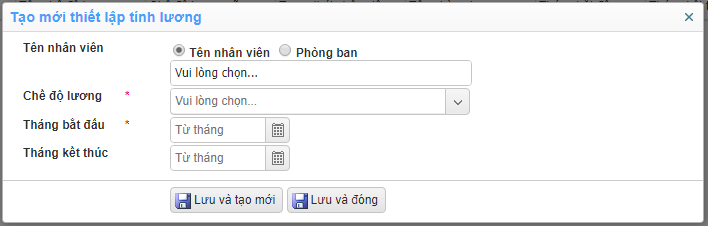 Tạo mới thiết lập tính lương ×
Tên nhân viên Tên nhân viên Phòng ban
Vui lòng chọn...
Chế độ lương * Vui lòng chọn...
Tháng bắt đầu * Từ tháng
Tháng kết thúc Từ tháng
Lưu và tạo mới Lưu và đóng